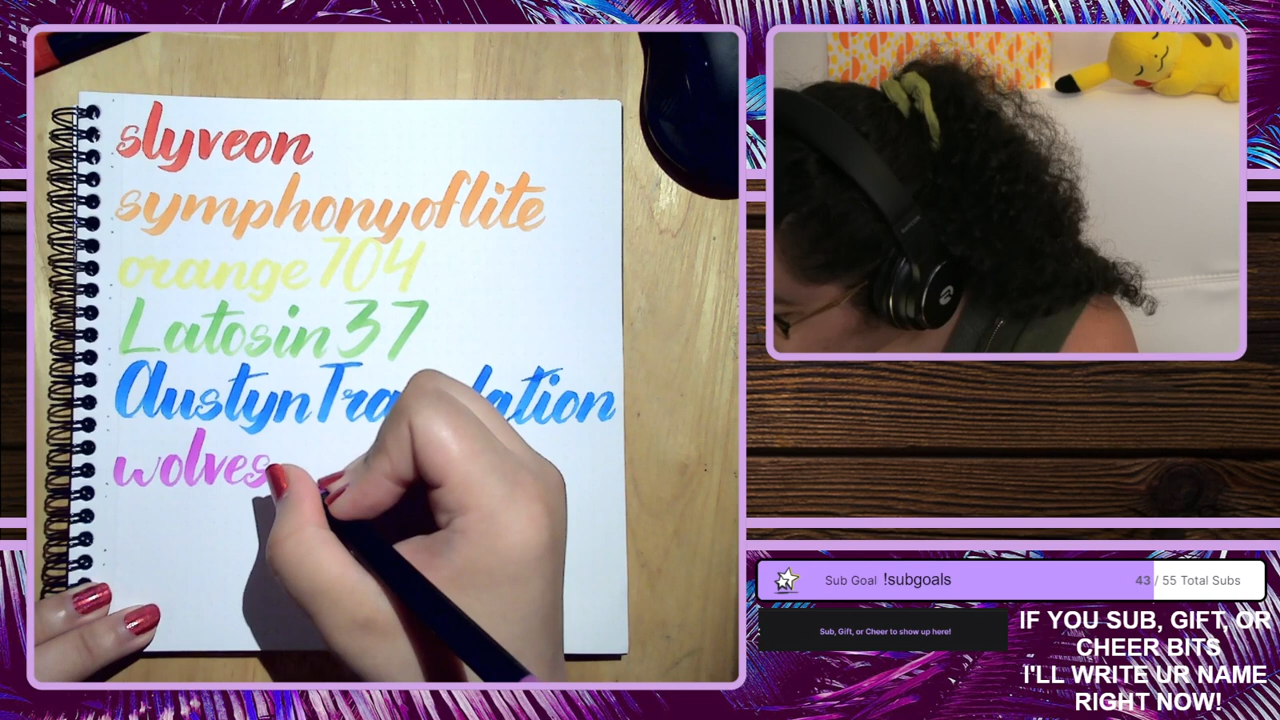 slyveon
symphonyoflite
orange704
Latosin37
wolves
Sub Goal !subgoals
43 / 55 Total Subs
Sub, Gift, or Cheer to show up here!
IF YOU SUB, GIFT, OR
CHEER BITS
I'LL WRITE UR NAME
RIGHT NOW!